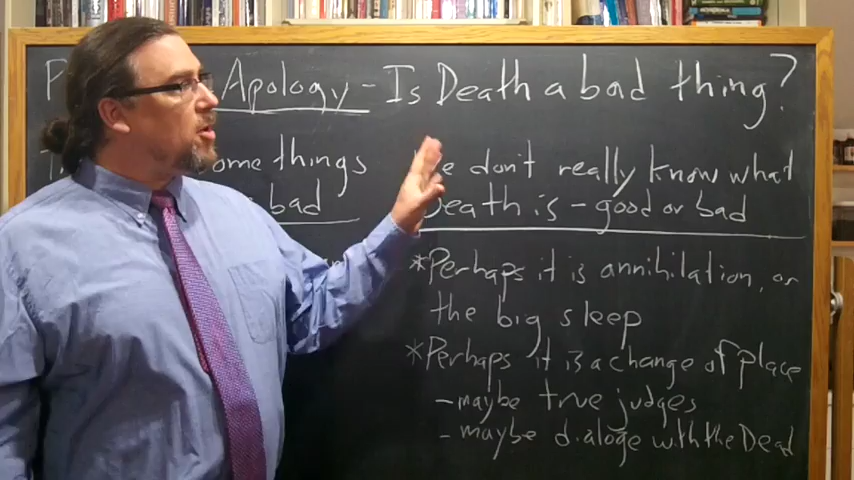 Apology - Is Death a bad thing?
ome things
bad
e don't really know what
Death is - good or bad
*Perhaps it is annihilation, or
the big sleep
*Perhaps it is a change of place
- maybe true judges
- maybe dialoge with the Dead